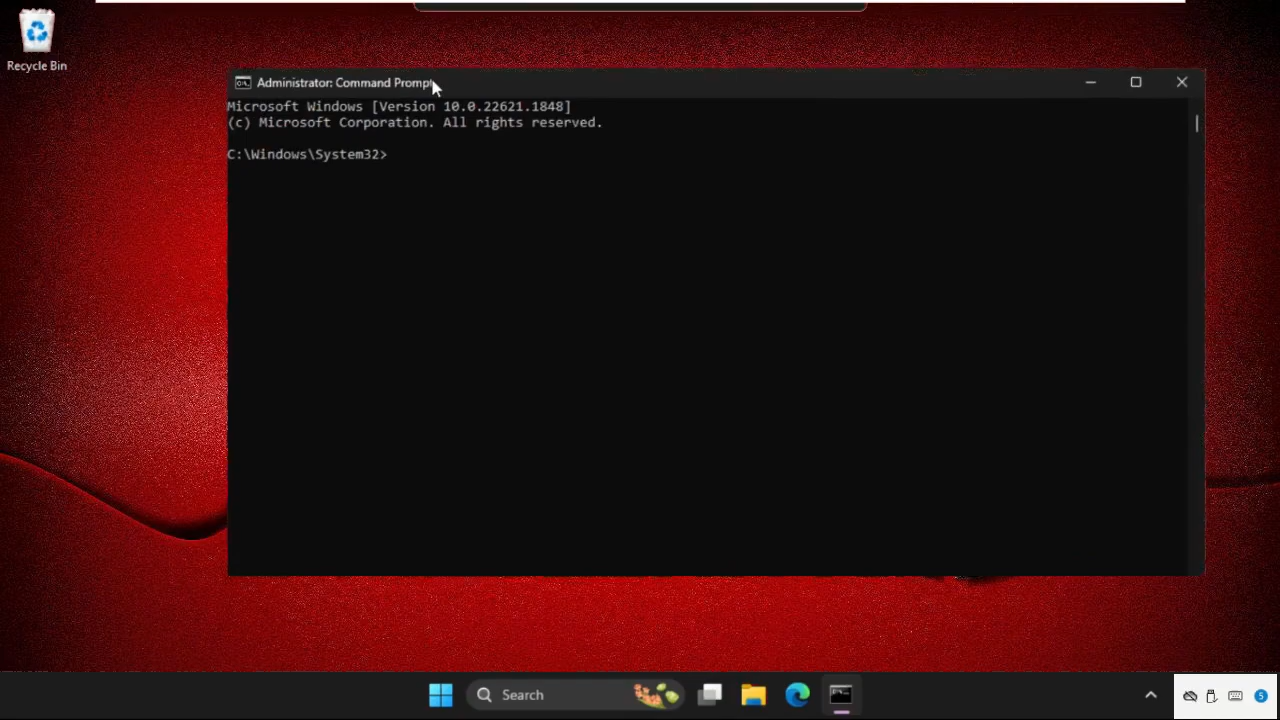 Recycle Bin
Administrator: Command Prompt
Microsoft Windows [Version 10.0.22621.1848]
(c) Microsoft Corporation. All rights reserved.
C:\Windows\System32>
Search
5